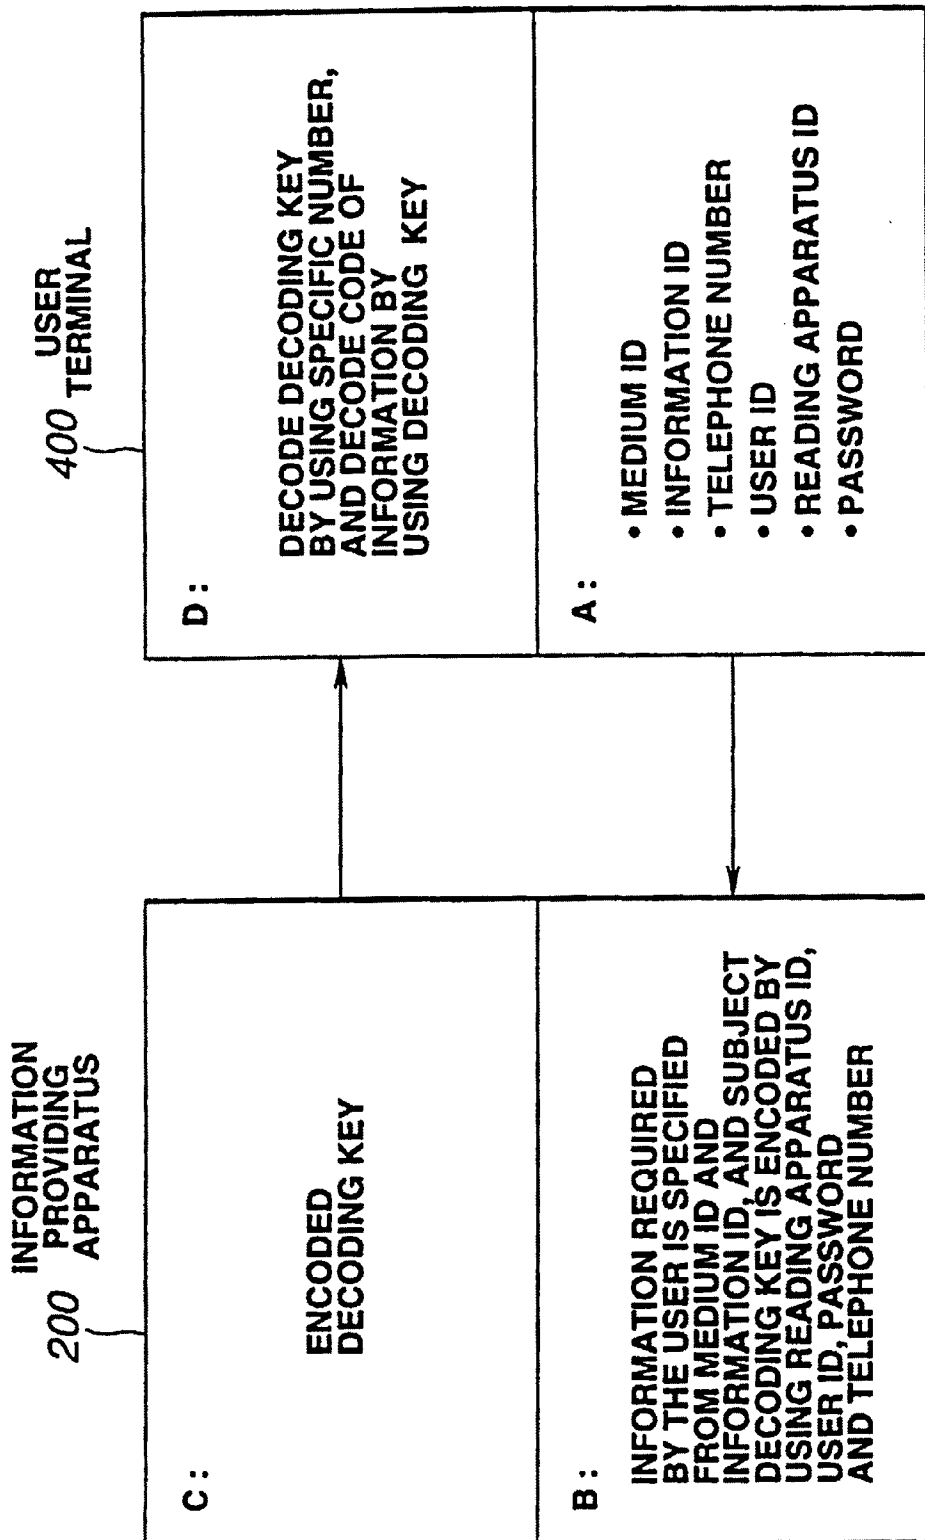 INFORMATION
PROVIDING
APPARATUS
200
C :
ENCODED
DECODING KEY
B :
INFORMATION REQUIRED
BY THE USER IS SPECIFIED
FROM MEDIUM ID AND
INFORMATION ID, AND SUBJECT
DECODING KEY IS ENCODED BY
USING READING APPARATUS ID,
USER ID, PASSWORD
AND TELEPHONE NUMBER
USER
400 TERMINAL
D :
DECODE DECODING KEY
BY USING SPECIFIC NUMBER,
AND DECODE CODE OF
INFORMATION BY
USING DECODING KEY
A :
• MEDIUM ID
• INFORMATION ID
• TELEPHONE NUMBER
• USER ID
• READING APPARATUS ID
• PASSWORD